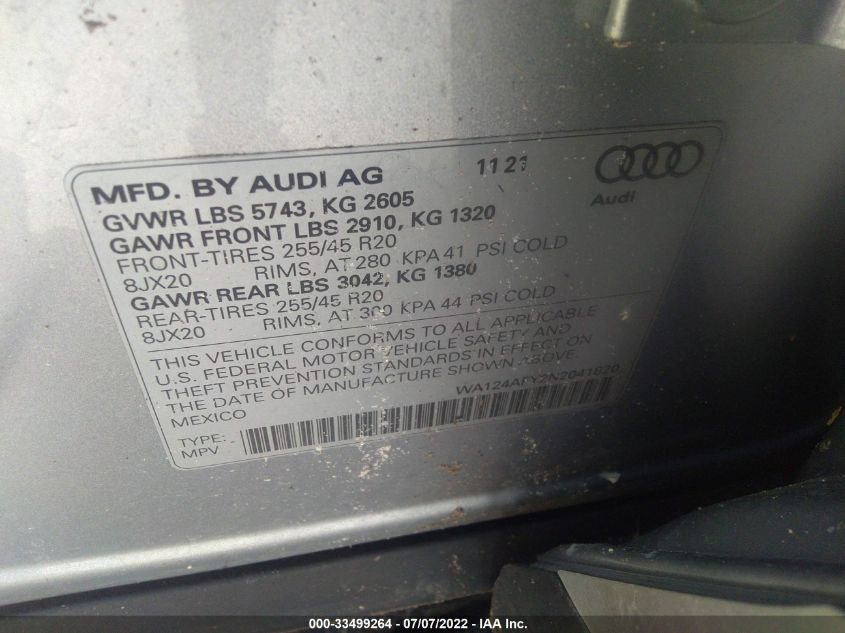 MFD. BY AUDI AG 11 21
Audi
GVWR LBS 5743, KG 2605
GAWR FRONT LBS 2910, KG 1320
FRONT-TIRES 255/45 R20
8JX20 RIMS, AT 280 KPA 41 PSI COLD
GAWR REAR LBS 3042, KG 1380
REAR-TIRES 255/45 R20
8JX20 RIMS, AT 300 KPA 44 PSI COLD
THIS VEHICLE CONFORMS TO ALL APPLICABLE
U.S. FEDERAL MOTOR VEHICLE SAFETY AND
THEFT PREVENTION STANDARDS IN EFFECT ON
THE DATE OF MANUFACTURE SHOWN ABOVE.
MEXICO WA124AFY2N2041820
TYPE:
MPV
000-33499264 - 07/07/2022 - IAA Inc.